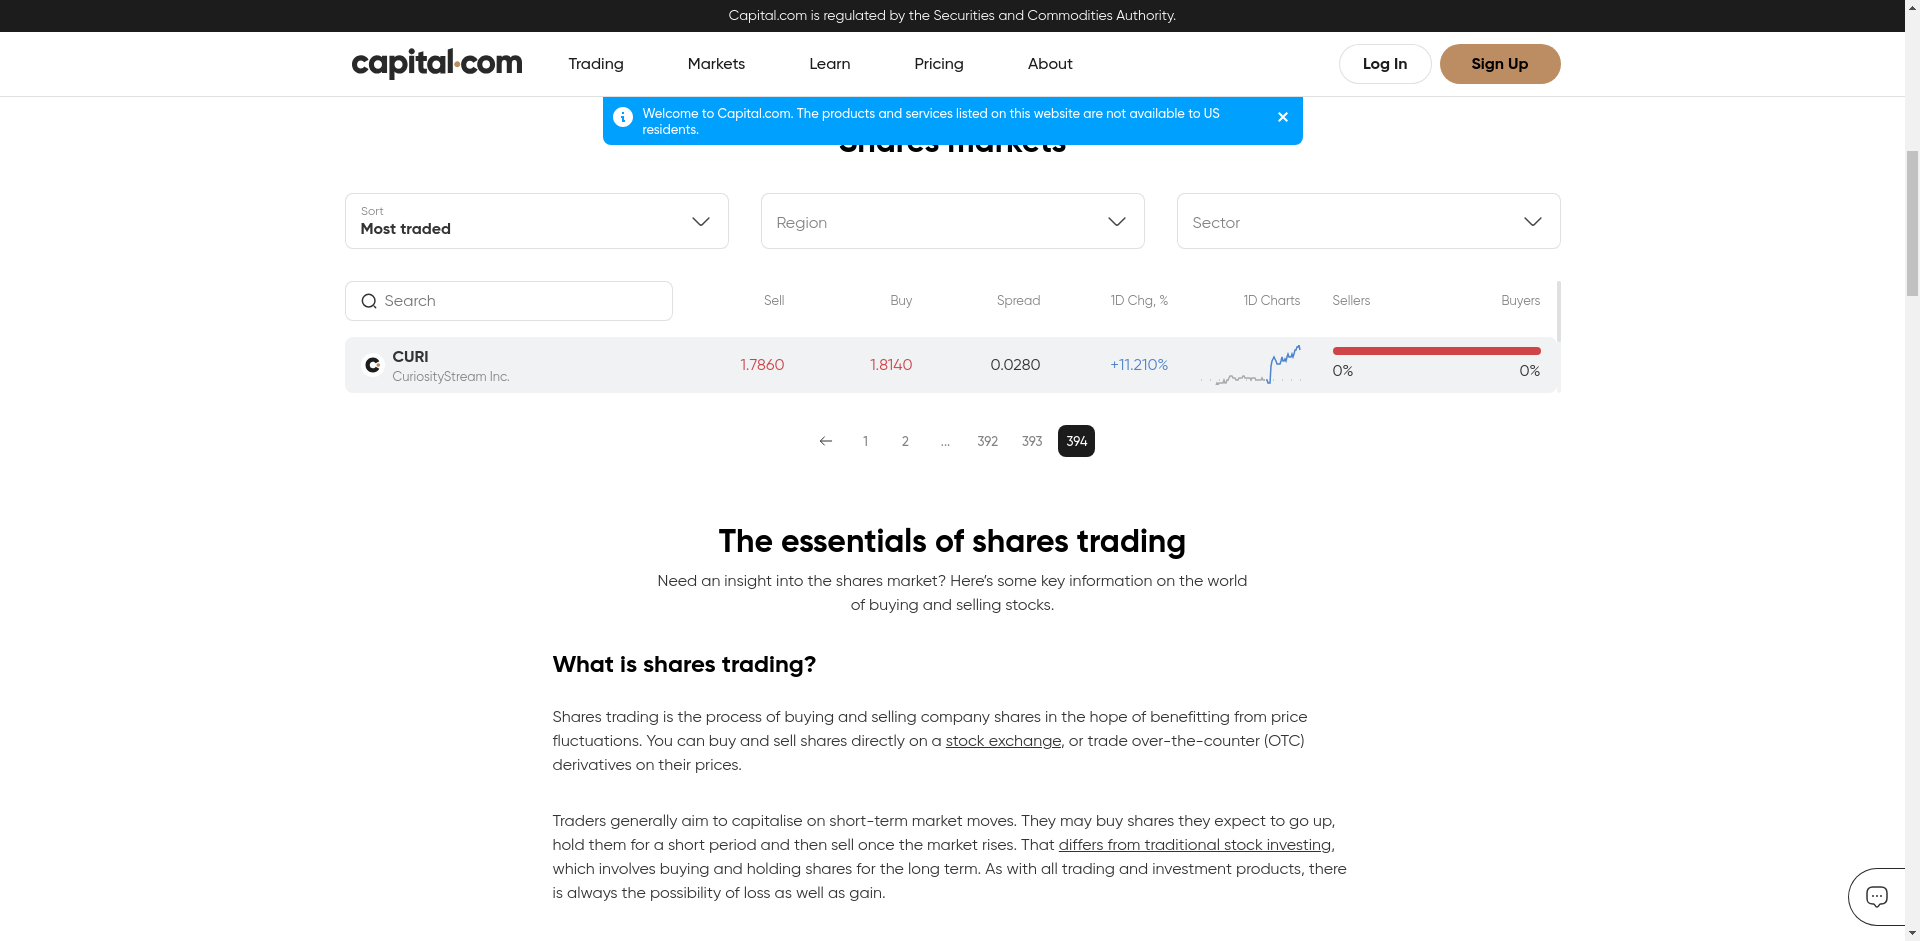 Capital.com is regulated by the Securities and Commodities Authority.
capital.com
Trading
Markets
Learn
Pricing
About
Log In
Sign Up
Welcome to Capital.com. The products and services listed on this website are not available to US
residents.
Shares markets
Sort
Most traded
Region
Sector
Search
Sell
Buy
Spread
1D Chg, %
1D Charts
Sellers
Buyers
CURI
CuriosityStream Inc.
1.7860
1.8140
0.0280
+11.210%
0%
0%
1
2
...
392
393
394
The essentials of shares trading
Need an insight into the shares market? Here’s some key information on the world
of buying and selling stocks.
What is shares trading?
Shares trading is the process of buying and selling company shares in the hope of benefitting from price
fluctuations. You can buy and sell shares directly on a stock exchange, or trade over-the-counter (OTC)
derivatives on their prices.
Traders generally aim to capitalise on short-term market moves. They may buy shares they expect to go up,
hold them for a short period and then sell once the market rises. That differs from traditional stock investing,
which involves buying and holding shares for the long term. As with all trading and investment products, there
is always the possibility of loss as well as gain.